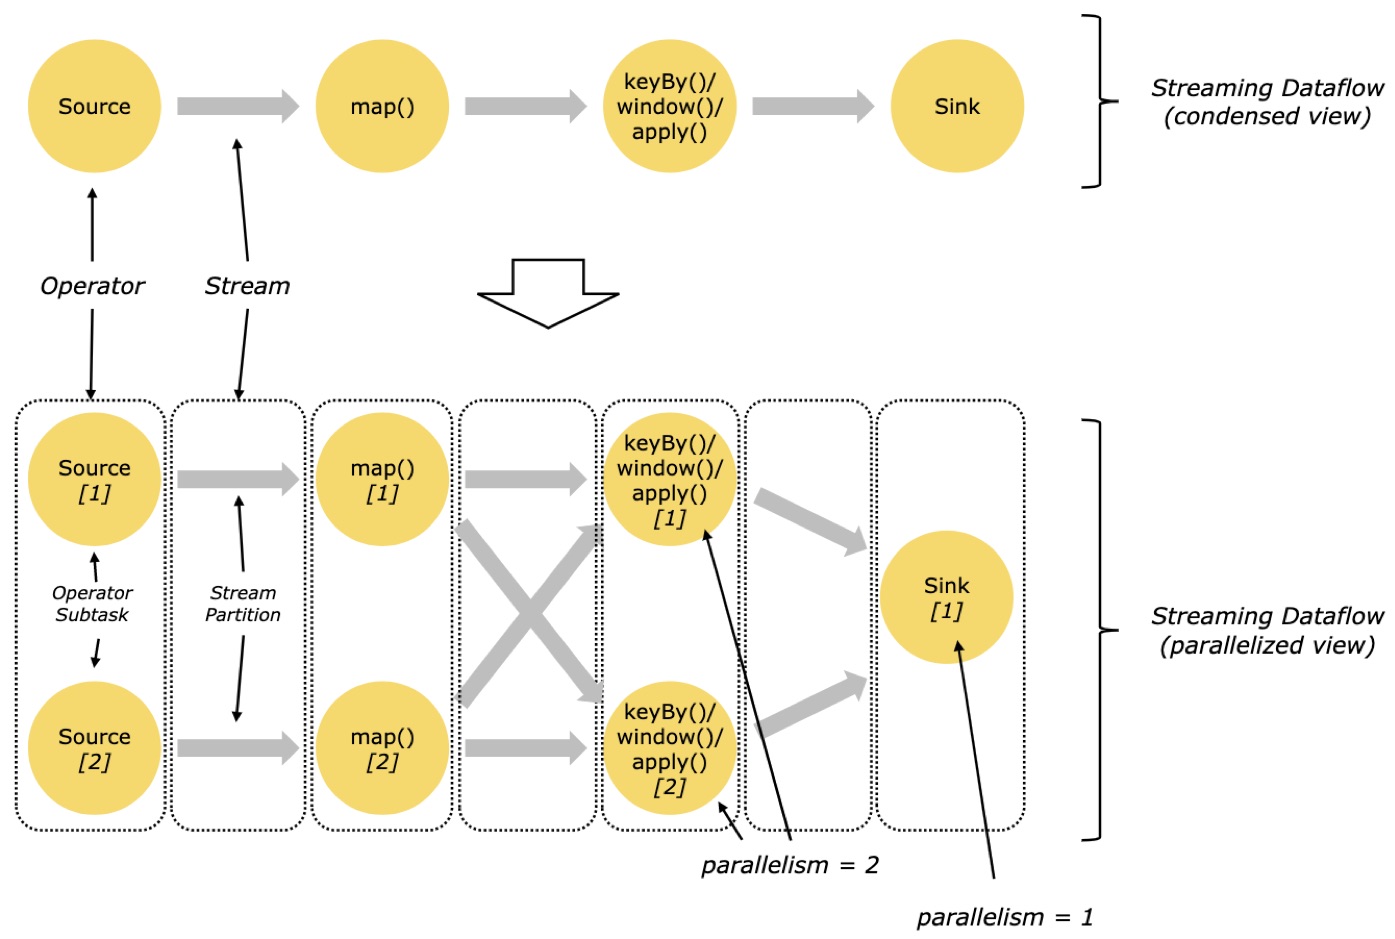 Source
map()
keyBy()/
window()/
apply()
Sink
Streaming Dataflow
(condensed view)
Operator
Stream
Source
[1]
map()
[1]
keyBy()/
window()/
apply()
[1]
Operator
Subtask
Stream
Partition
Sink
[1]
Streaming Dataflow
(parallelized view)
Source
[2]
map()
[2]
keyBy()/
window()/
apply()
[2]
parallelism = 2
parallelism = 1